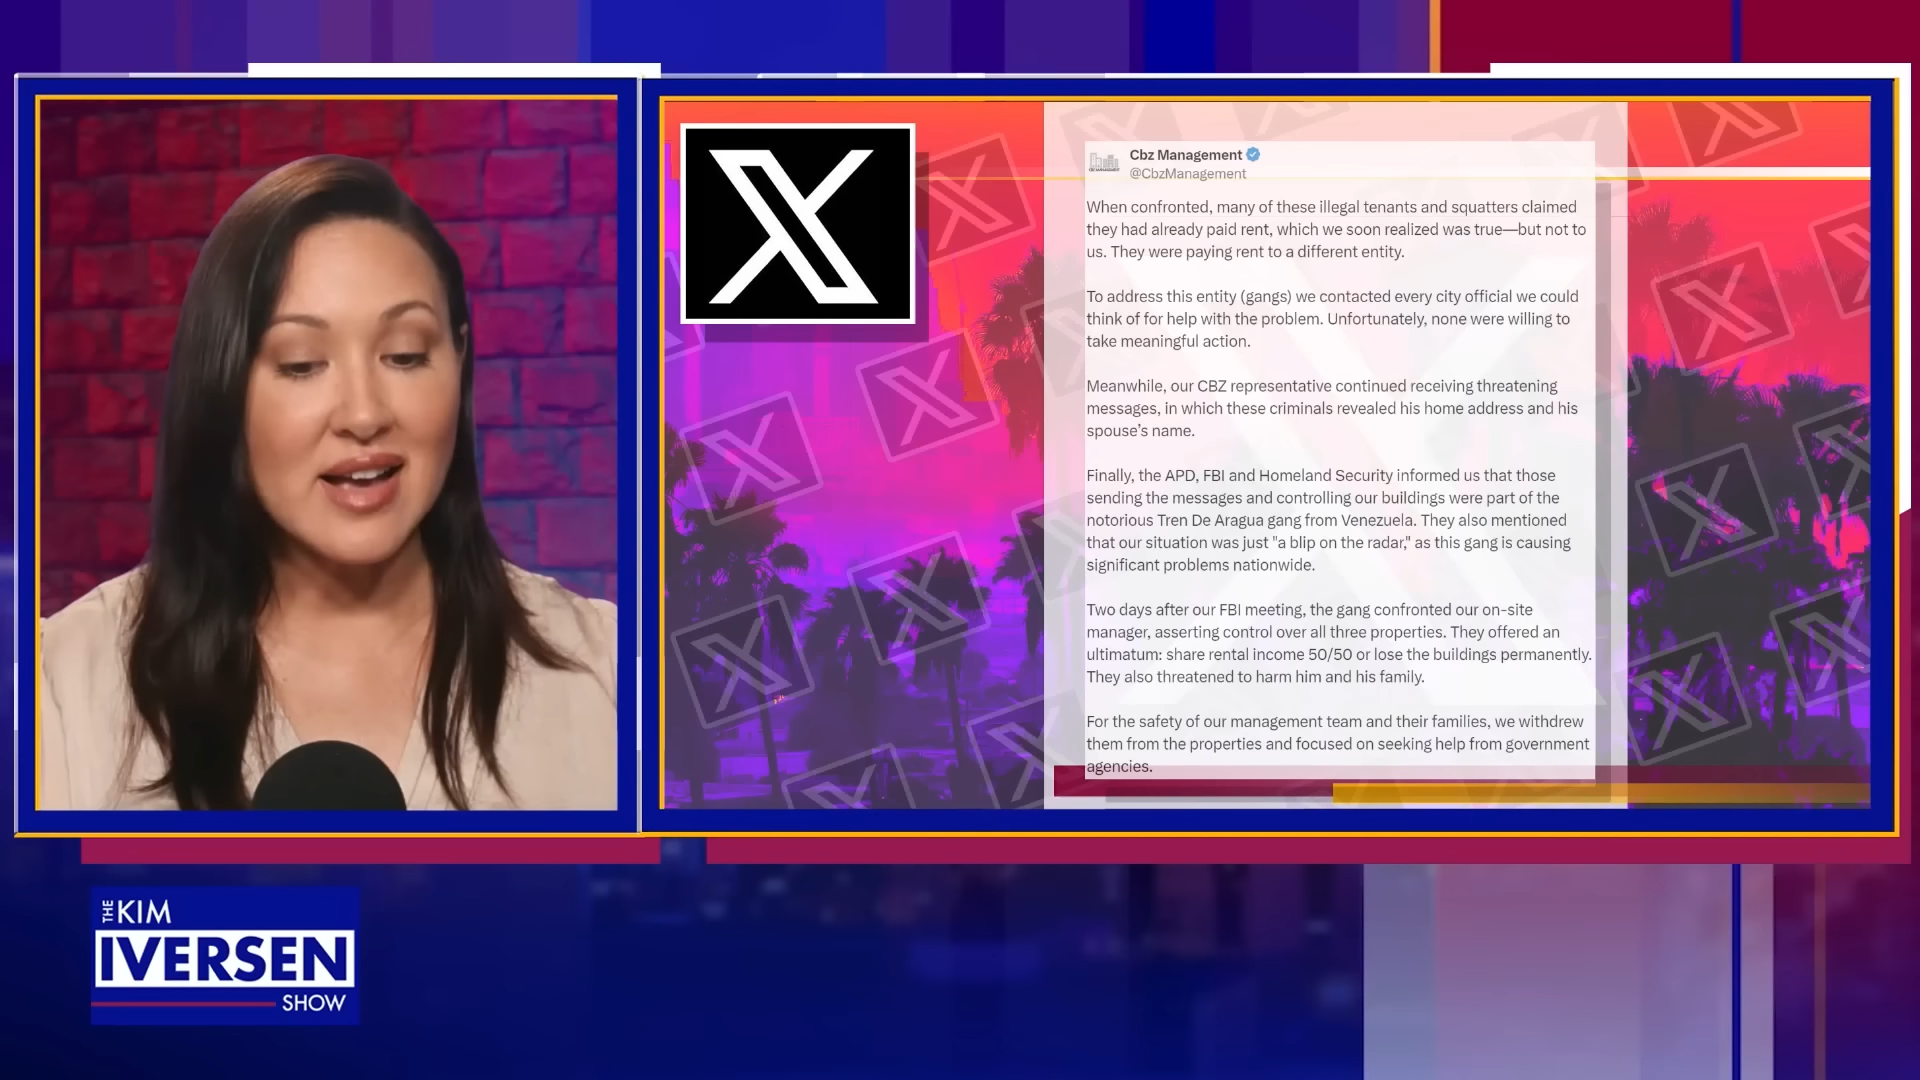 Cbz Management
@CbzManagement
When confronted, many of these illegal tenants and squatters claimed
they had already paid rent, which we soon realized was true—but not to
us. They were paying rent to a different entity.
To address this entity (gangs) we contacted every city official we could
think of for help with the problem. Unfortunately, none were willing to
take meaningful action.
Meanwhile, our CBZ representative continued receiving threatening
messages, in which these criminals revealed his home address and his
spouse’s name.
Finally, the APD, FBI and Homeland Security informed us that those
sending the messages and controlling our buildings were part of the
notorious Tren De Aragua gang from Venezuela. They also mentioned
that our situation was just "a blip on the radar," as this gang is causing
significant problems nationwide.
Two days after our FBI meeting, the gang confronted our on-site
manager, asserting control over all three properties. They offered an
ultimatum: share rental income 50/50 or lose the buildings permanently.
They also threatened to harm him and his family.
For the safety of our management team and their families, we withdrew
them from the properties and focused on seeking help from government
agencies.
THE KIM
IVERSEN
SHOW